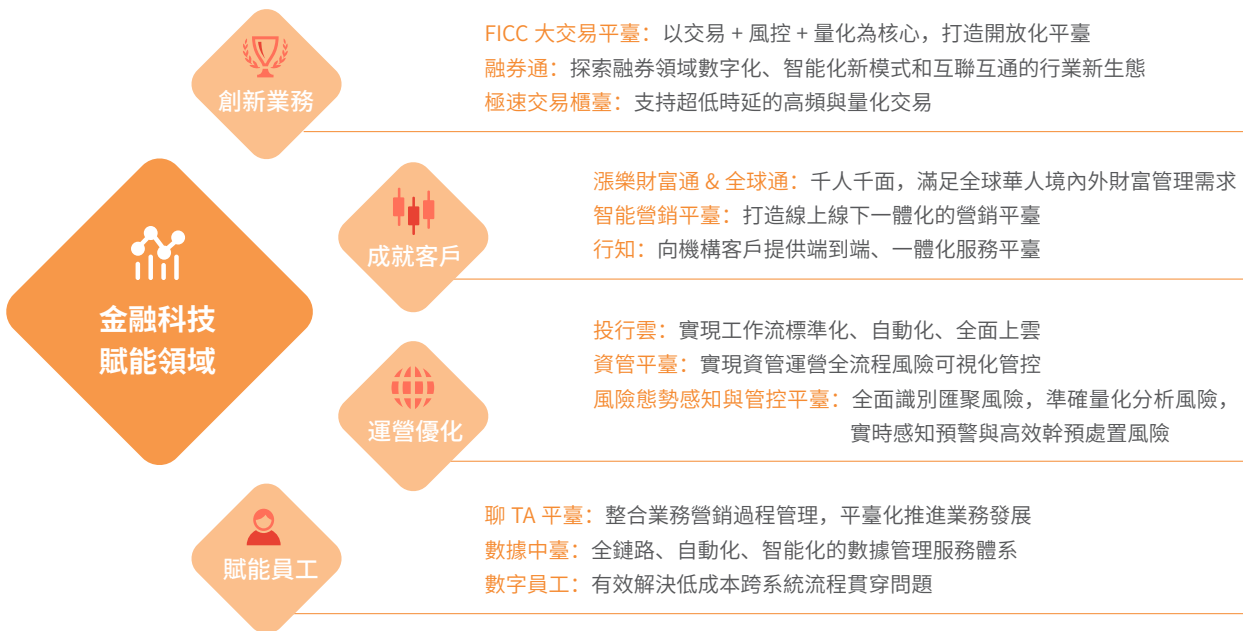 創新業務
FICC 大交易平臺：以交易 + 風控 + 量化為核心，打造開放化平臺
融券通：探索融券領域數字化、智能化新模式和互聯互通的行業新生態
極速交易櫃臺：支持超低時延的高頻與量化交易
金融科技
賦能領域
成就客戶
漲樂財富通 & 全球通：千人千面，滿足全球華人境內外財富管理需求
智能營銷平臺：打造線上線下一體化的營銷平臺
行知：向機構客戶提供端到端、一體化服務平臺
運營優化
投行雲：實現工作流標準化、自動化、全面上雲
資管平臺：實現資管運營全流程風險可視化管控
風險態勢感知與管控平臺：全面識別匯聚風險，準確量化分析風險，
實時感知預警與高效幹預處置風險
賦能員工
聊 TA 平臺：整合業務營銷過程管理，平臺化推進業務發展
數據中臺：全鏈路、自動化、智能化的數據管理服務體系
數字員工：有效解決低成本跨系統流程貫穿問題